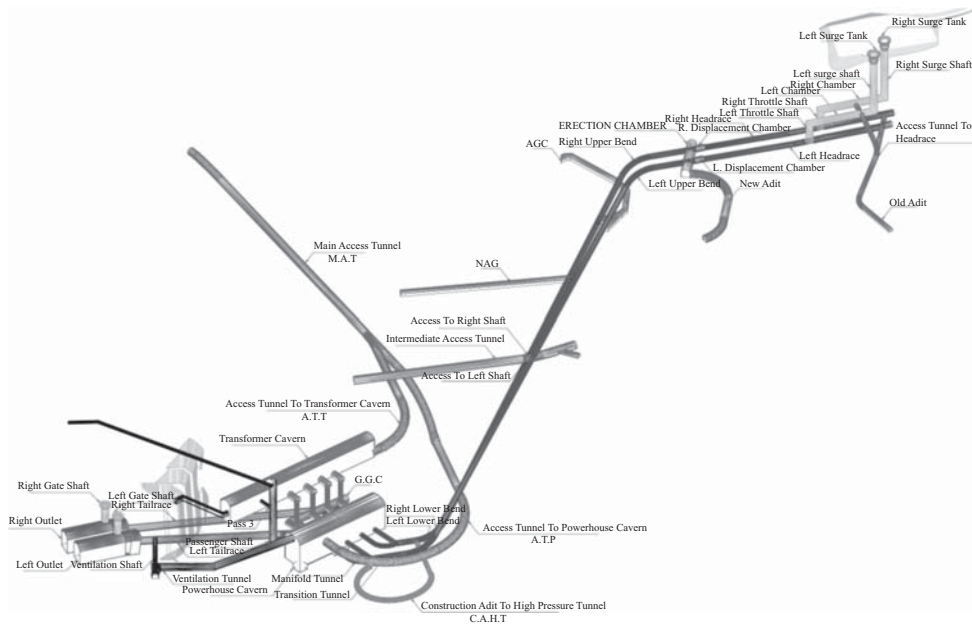 Right Surge Tank
Left Surge Tank
Right Surge Shaft
Left surge shaft
Right Chamber
Left Chamber
Right Throttle Shaft
Left Throttle Shaft
Right Headrace
ERECTION CHAMBER
R. Displacement Chamber
Access Tunnel To
Headrace
AGC
Right Upper Bend
Left Headrace
L. Displacement Chamber
Left Upper Bend
New Adit
Old Adit
Main Access Tunnel
M.A.T
NAG
Access To Right Shaft
Intermediate Access Tunnel
Access To Left Shaft
Access Tunnel To Transformer Cavern
A.T.T
Transformer Cavern
G.G.C
Right Gate Shaft
Left Gate Shaft
Right Tailrace
Right Lower Bend
Left Lower Bend
Right Outlet
Pass 3
Access Tunnel To Powerhouse Cavern
A.T.P
Passenger Shaft
Left Tailrace
Left Outlet
Ventilation Shaft
Ventilation Tunnel
Manifold Tunnel
Powerhouse Cavern
Transition Tunnel
Construction Adit To High Pressure Tunnel
C.A.H.T